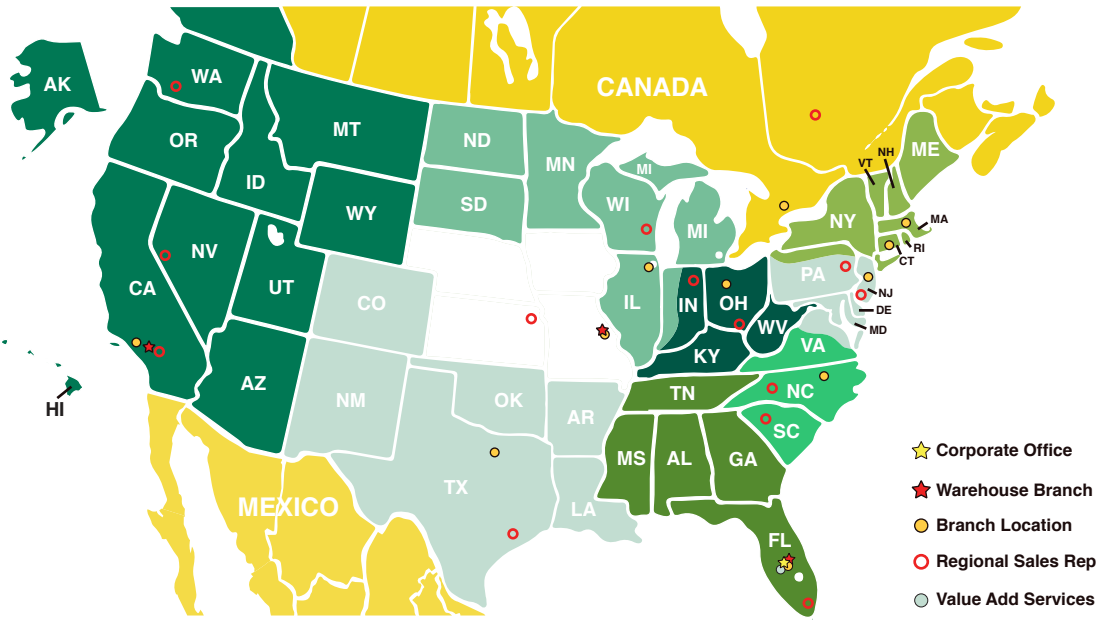 CANADA
AK
WA
OR
MT
ID
WY
NV
UT
CA
AZ
HI
ND
SD
MN
MI
WI
MI
IL
IN
OH
KY
WV
CO
NM
OK
AR
TX
LA
TN
MS
AL
GA
FL
VA
NC
SC
PA
NY
VT
NH
ME
MA
RI
CT
NJ
DE
MD
MEXICO
Corporate Office
Warehouse Branch
Branch Location
Regional Sales Rep
Value Add Services